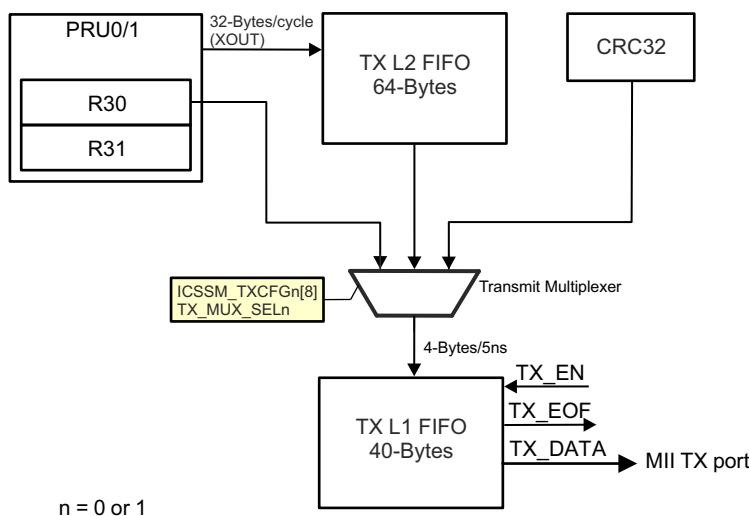 PRU0/1
32-Bytes/cycle
(XOUT)
TX L2 FIFO
64-Bytes
CRC32
R30
R31
ICSSM_TXCFGn[8]
TX_MUX_SELn
Transmit Multiplexer
4-Bytes/5ns
TX L1 FIFO
40-Bytes
TX_EN
TX_EOF
TX_DATA
MII TX port
n = 0 or 1